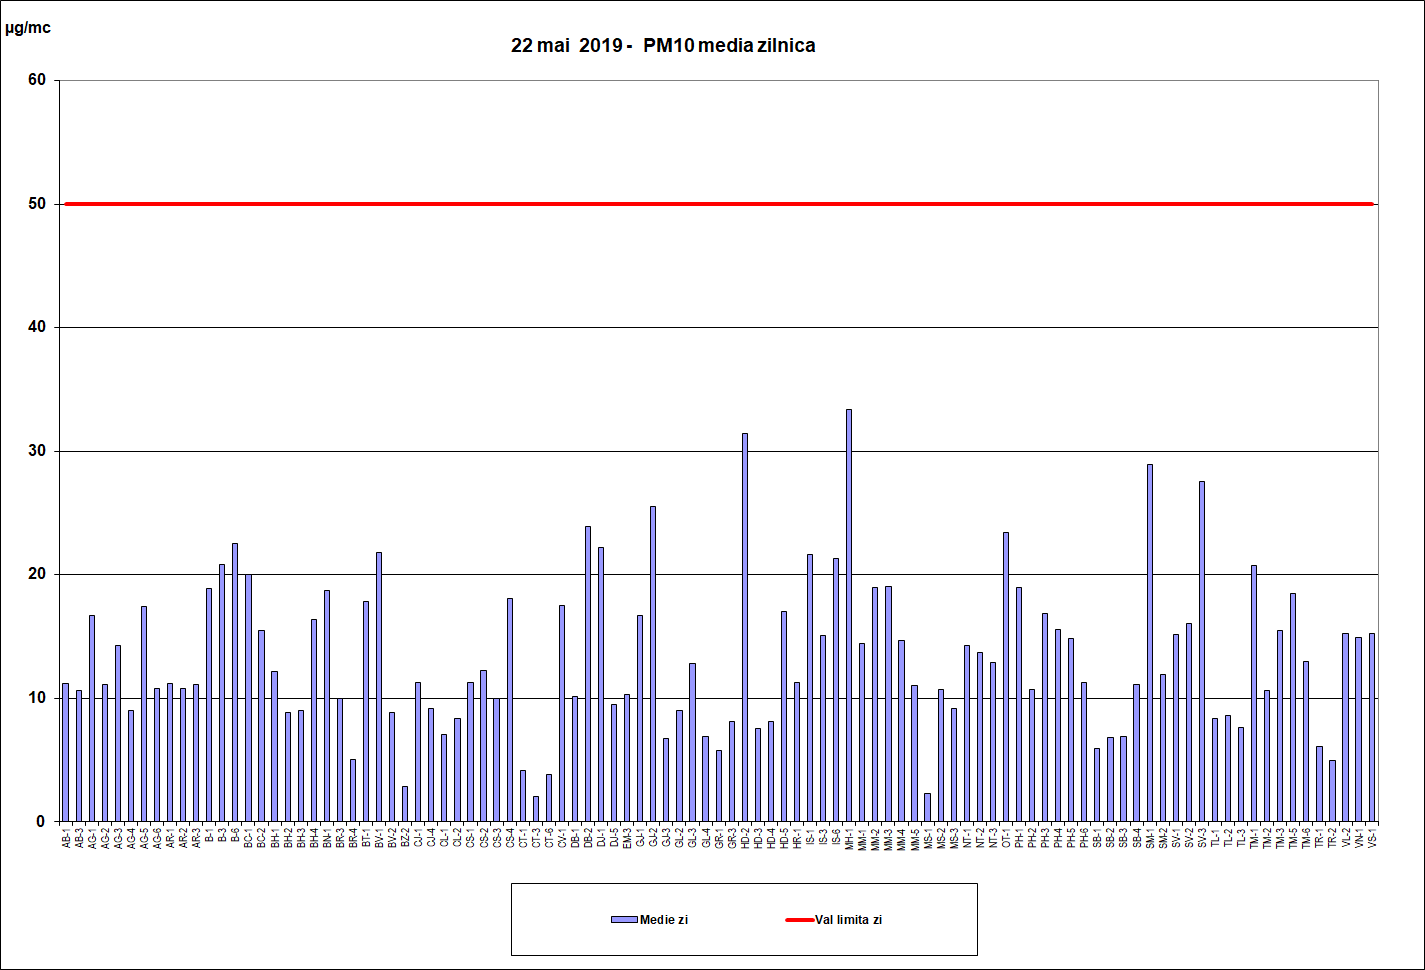 µg/mc
22 mai 2019 - PM10 media zilnica
60
50
40
30
20
10
0
AB-1 AB-3 AG-1 AG-2 AG-3 AG-4 AG-5 AG-6 AR-1 AR-2 AR-3 B-1 B-3 B-6 BC-1 BC-2 BH-1 BH-2 BH-3 BH-4 BN-1 BR-3 BR-4 BT-1 BV-1 BV-2 BZ-2 CJ-1 CJ-4 CL-1 CL-2 CS-1 CS-2 CS-3 CS-4 CT-1 CT-3 CT-6 CV-1 DB-1 DB-2 DJ-1 DJ-5 EM-3 GJ-1 GJ-2 GJ-3 GL-2 GL-3 GL-4 GR-1 GR-3 HD-2 HD-3 HD-4 HD-5 HR-1 IS-1 IS-3 IS-6 MH-1 MM-1 MM-2 MM-3 MM-4 MM-5 MS-1 MS-2 MS-3 NT-1 NT-2 NT-3 OT-1 PH-1 PH-2 PH-3 PH-4 PH-5 PH-6 SB-1 SB-2 SB-3 SB-4 SM-1 SM-2 SV-1 SV-2 SV-3 TL-1 TL-2 TL-3 TM-1 TM-2 TM-3 TM-5 TM-6 TR-1 TR-2 VL-2 VN-1 VS-1
Medie zi
Val limita zi